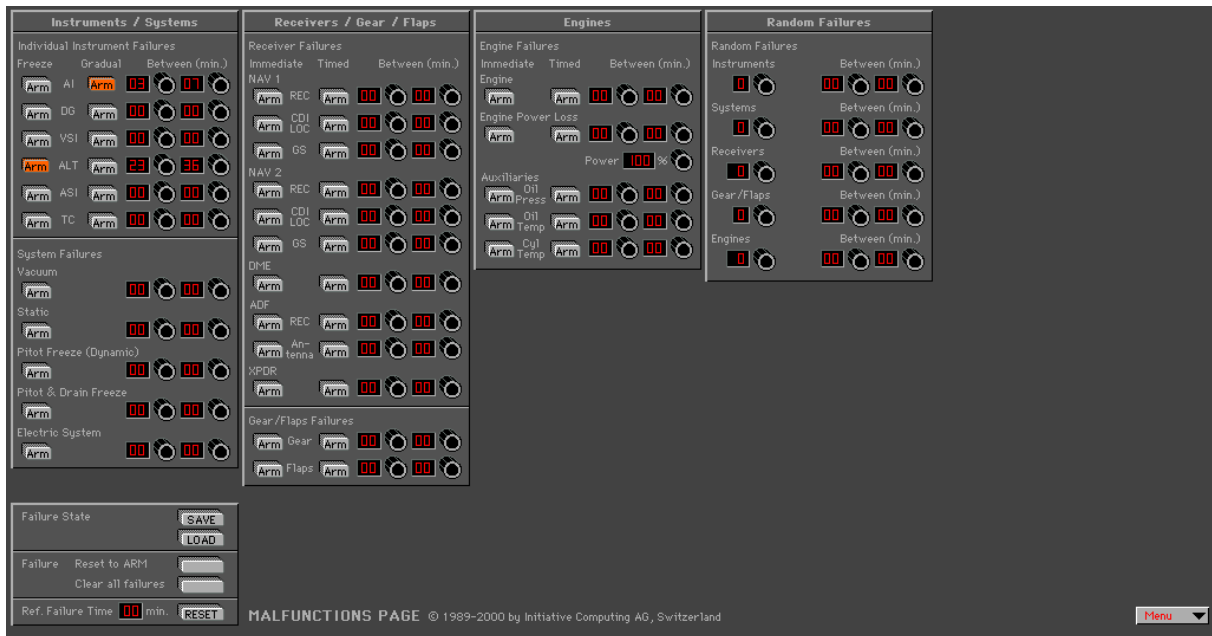 Instruments / Systems
Individual Instrument Failures
Freeze Gradual Between (min.)
Arm AI Arm 03 07
Arm DG Arm 00 00
Arm VSI Arm 00 00
Arm ALT Arm 23 36
Arm ASI Arm 00 00
Arm TC Arm 00 00
System Failures
Vacuum
Arm 00 00
Static
Arm 00 00
Pitot Freeze (Dynamic)
Arm 00 00
Pitot & Drain Freeze
Arm 00 00
Electric System
Arm 00 00
Receivers / Gear / Flaps
Receiver Failures
Immediate Timed Between (min.)
NAV 1
Arm REC Arm 00 00
Arm CDI LOC Arm 00 00
Arm GS Arm 00 00
NAV 2
Arm REC Arm 00 00
Arm CDI LOC Arm 00 00
Arm GS Arm 00 00
DME
Arm Arm 00 00
ADF
Arm REC Arm 00 00
Arm An-tenna Arm 00 00
XPDR
Arm Arm 00 00
Gear/Flaps Failures
Arm Gear Arm 00 00
Arm Flaps Arm 00 00
Engines
Engine Failures
Immediate Timed Between (min.)
Engine
Arm Arm 00 00
Engine Power Loss
Arm Arm 00 00
Power 100 %
Auxiliaries
Arm Oil Press Arm 00 00
Arm Oil Temp Arm 00 00
Arm Cyl Temp Arm 00 00
Random Failures
Random Failures
Instruments Between (min.)
0 00 00
Systems Between (min.)
0 00 00
Receivers Between (min.)
0 00 00
Gear/Flaps Between (min.)
0 00 00
Engines Between (min.)
0 00 00
Failure State SAVE
LOAD
Failure Reset to ARM
Clear all failures
Ref. Failure Time 00 min. RESET
MALFUNCTIONS PAGE © 1989-2000 by Initiative Computing AG, Switzerland
Menu